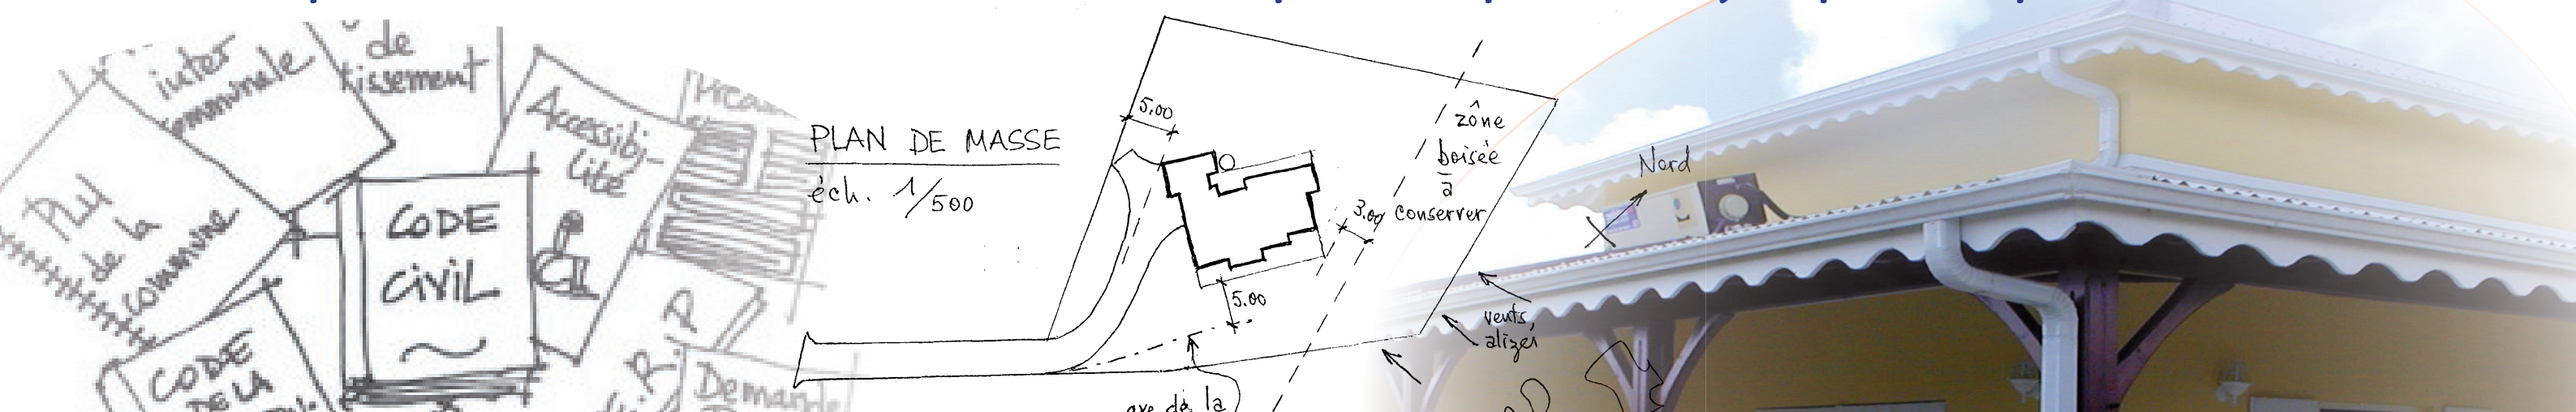 inter
communale
de
tissement
Accessibi-
lité
PLU
de la
commune
CODE
CIVIL
CODE
DE LA
P
R
Demande
PLAN DE MASSE
éch. 1/500
5.00
5.00
3.00
zône
boisée
à
conserver
Nord
vents,
alizés
axe de la